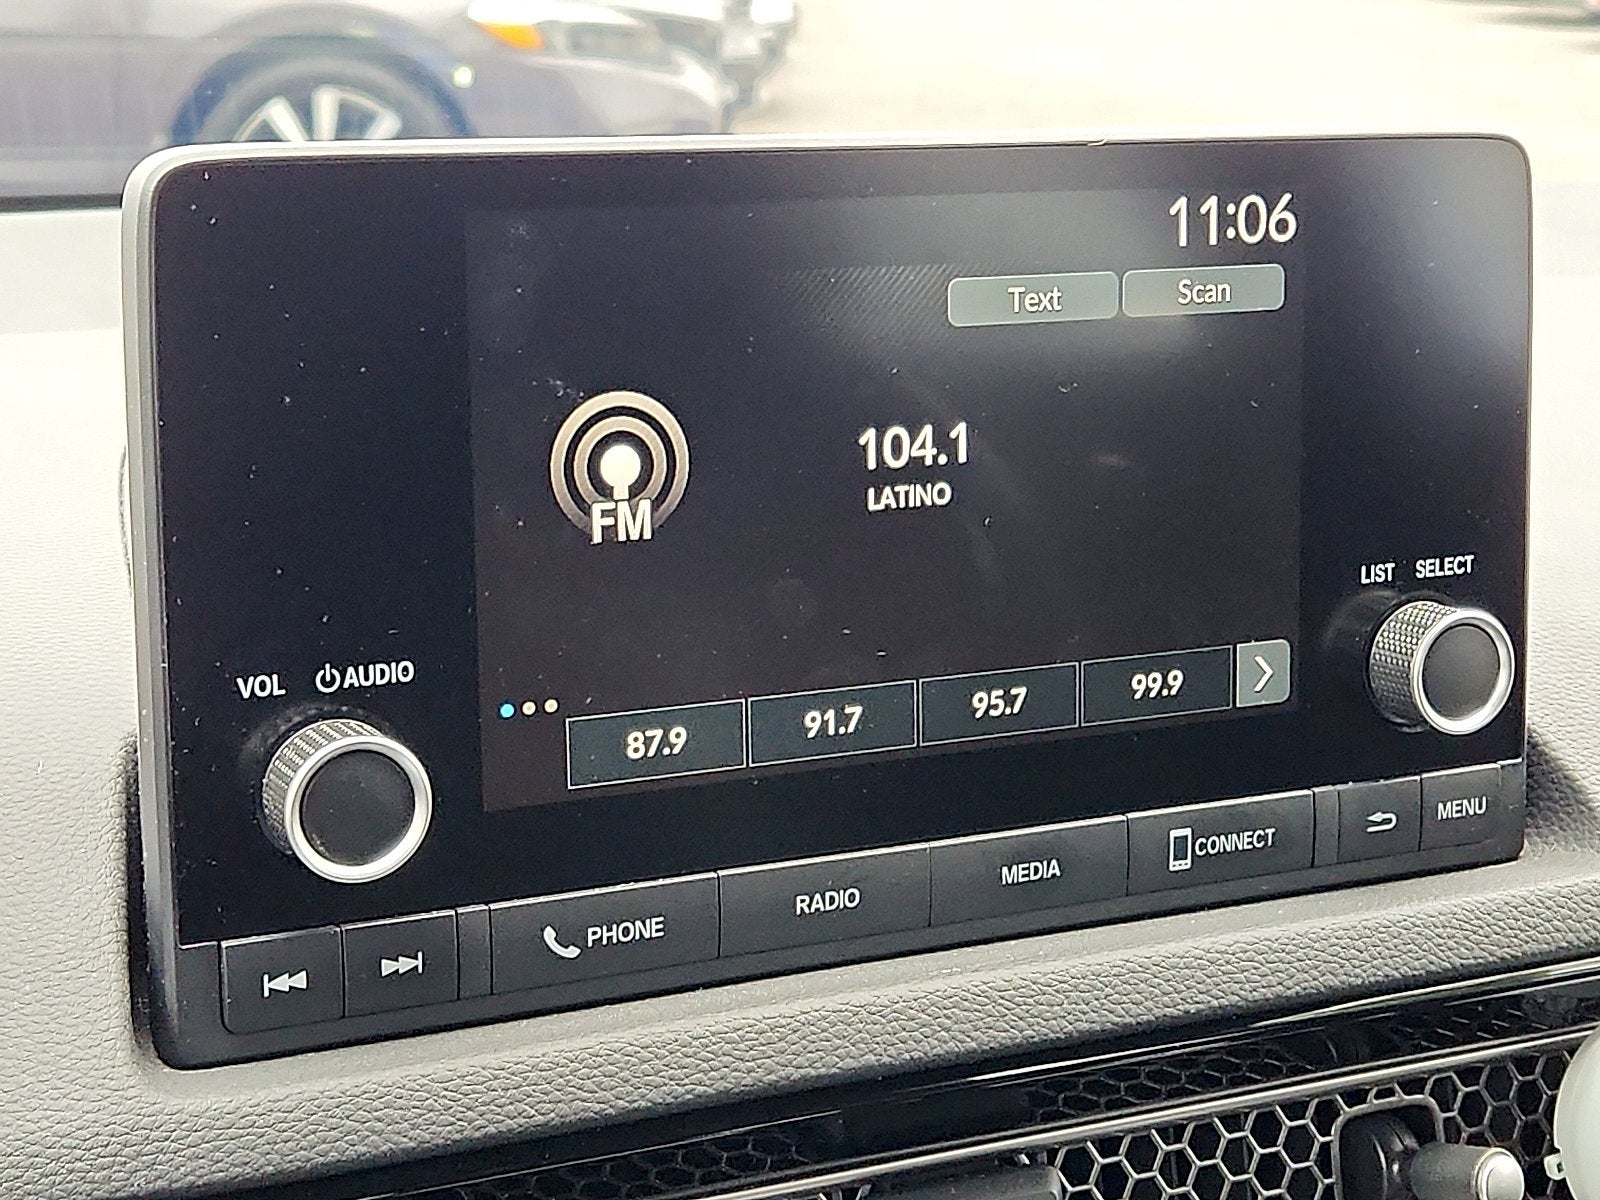 11:06
Text Scan
104.1
LATINO
FM
LIST SELECT
VOL AUDIO
87.9 91.7 95.7 99.9
PHONE RADIO MEDIA CONNECT MENU